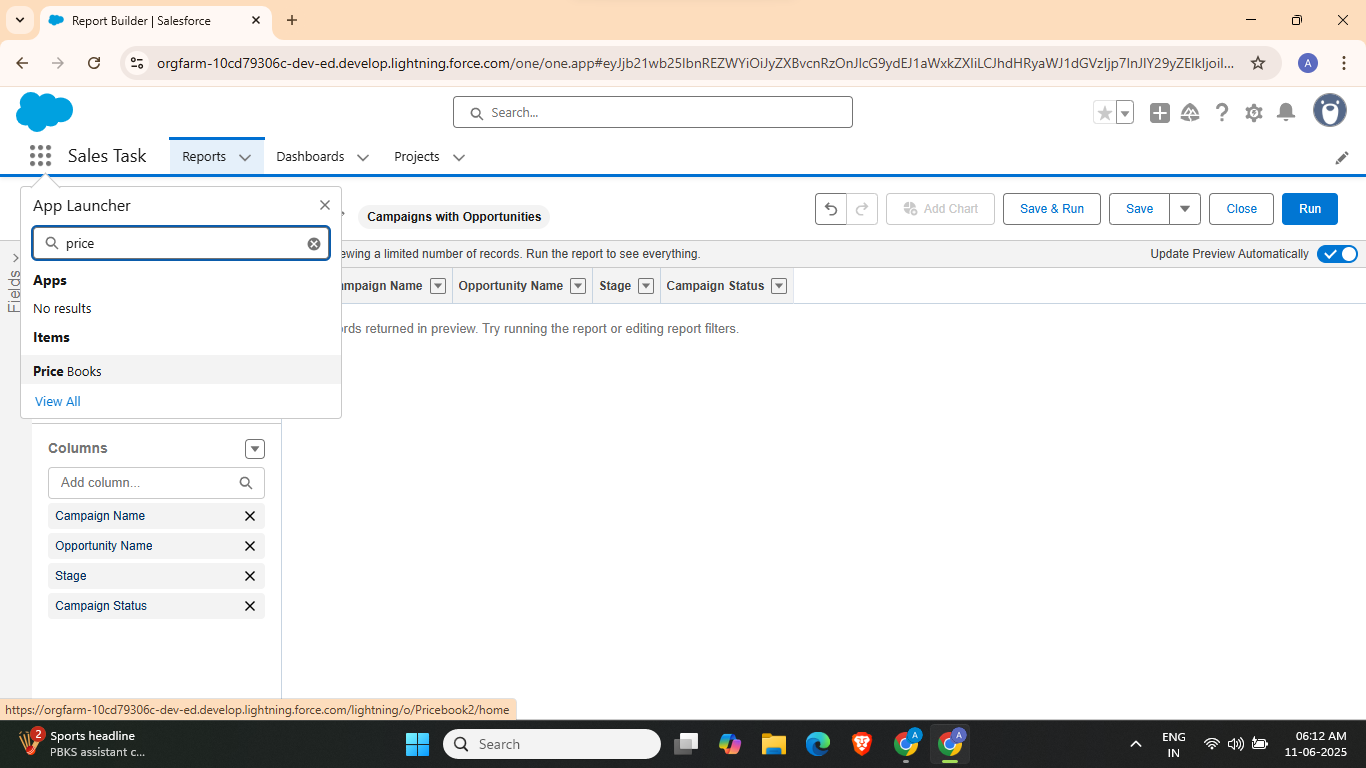 Report Builder | Salesforce
orgfarm-10cd79306c-dev-ed.develop.lightning.force.com/one/one.app#
A
Search...
Sales Task
Reports
Dashboards
Projects
App Launcher
price
Apps
No results
Items
Price Books
View All
Campaigns with Opportunities
Add Chart
Save & Run
Save
Close
Run
Fields
ewing a limited number of records. Run the report to see everything.
Update Preview Automatically
mpaign Name
Opportunity Name
Stage
Campaign Status
rds returned in preview. Try running the report or editing report filters.
Columns
Add column...
Campaign Name
Opportunity Name
Stage
Campaign Status
https://orgfarm-10cd79306c-dev-ed.develop.lightning.force.com/lightning/o/Pricebook2/home
2
Sports headline
PBKS assistant c...
Search
A
A
ENG
IN
06:12 AM
11-06-2025